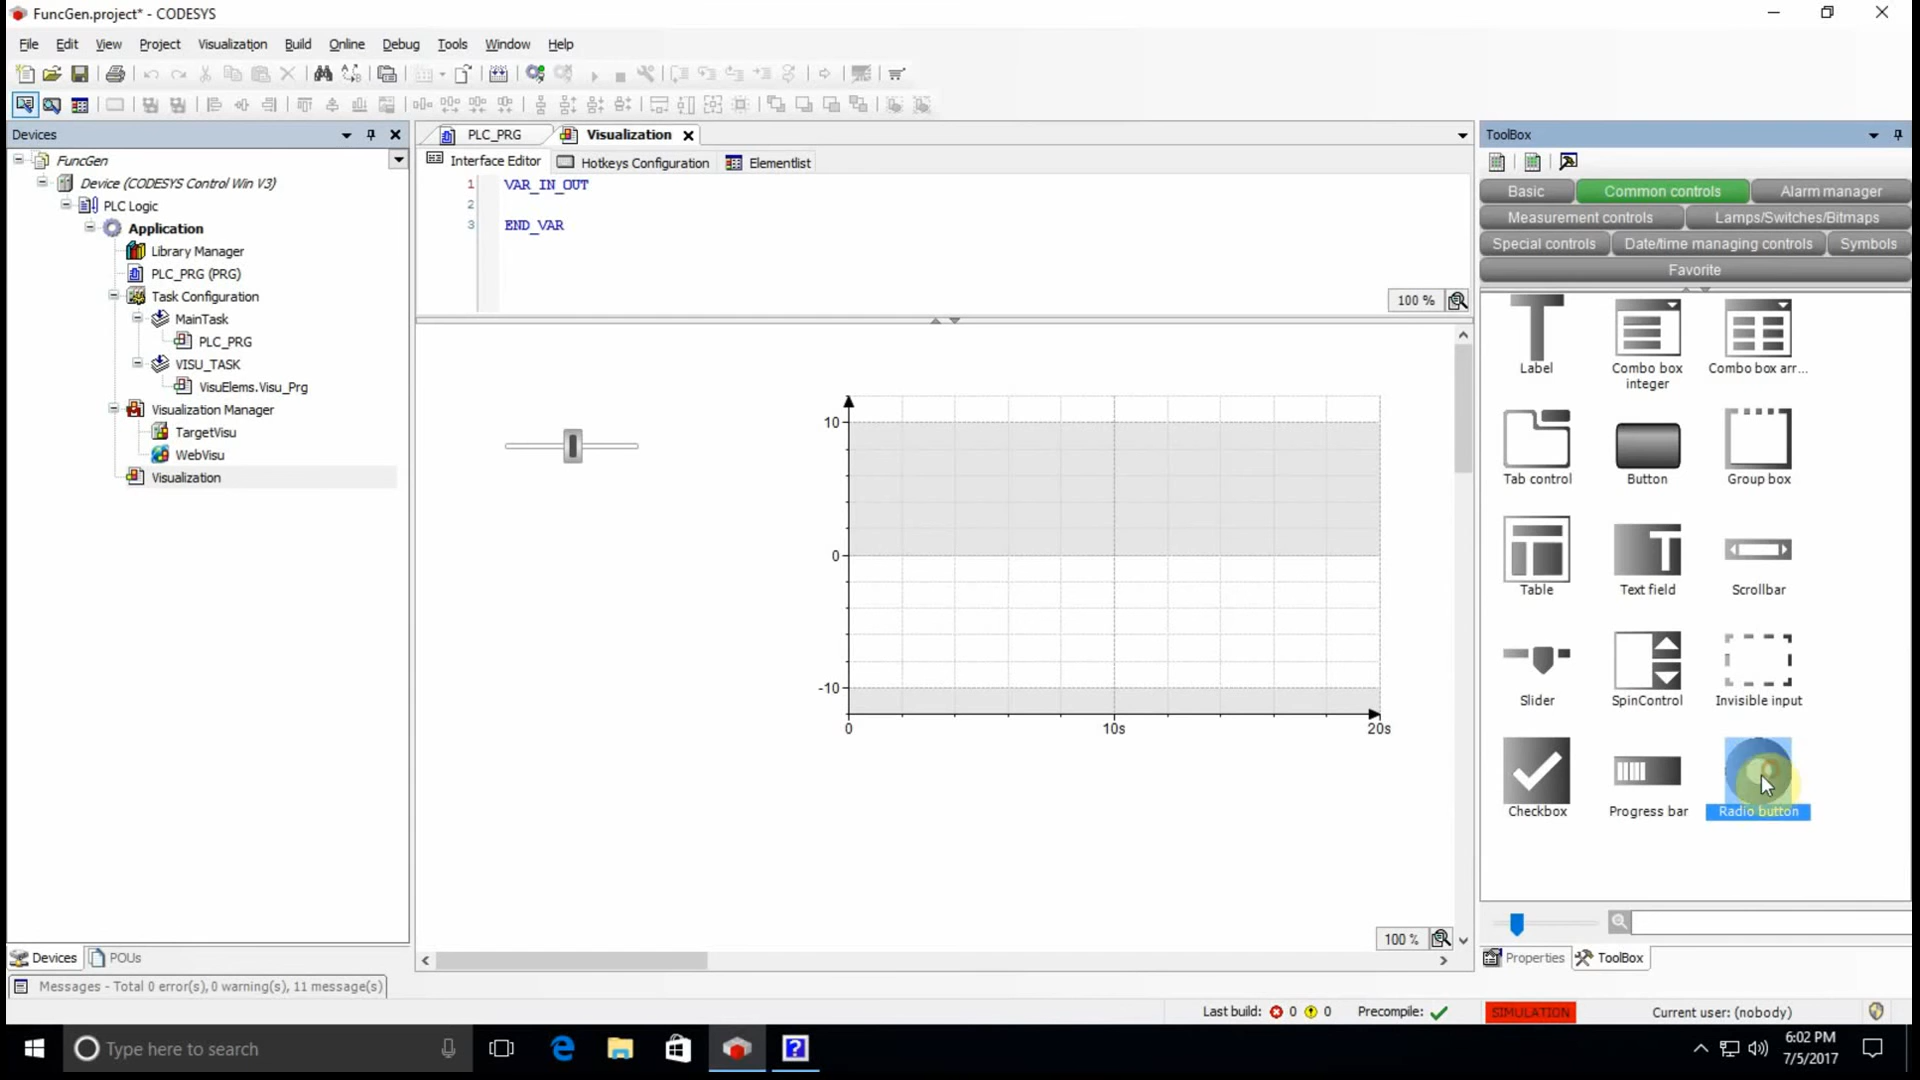 FuncGen.project* - CODESYS
File Edit View Project Visualization Build Online Debug Tools Window Help
Devices
FuncGen
Device (CODESYS Control Win V3)
PLC Logic
Application
Library Manager
PLC_PRG (PRG)
Task Configuration
MainTask
PLC_PRG
VISU_TASK
VisuElems.Visu_Prg
Visualization Manager
TargetVisu
WebVisu
Visualization
Devices POUs
PLC_PRG Visualization
Interface Editor Hotkeys Configuration Elementlist
1 VAR_IN_OUT
2
3 END_VAR
100 %
10
0
-10
0 10s 20s
100 %
ToolBox
Basic Common controls Alarm manager
Measurement controls Lamps/Switches/Bitmaps
Special controls Date/time managing controls Symbols
Favorite
Label Combo box integer Combo box arr...
Tab control Button Group box
Table Text field Scrollbar
Slider SpinControl Invisible input
Checkbox Progress bar Radio button
Properties ToolBox
Messages - Total 0 error(s), 0 warning(s), 11 message(s)
Last build: 0 0 Precompile: SIMULATION Current user: (nobody)
Type here to search
6:02 PM
7/5/2017